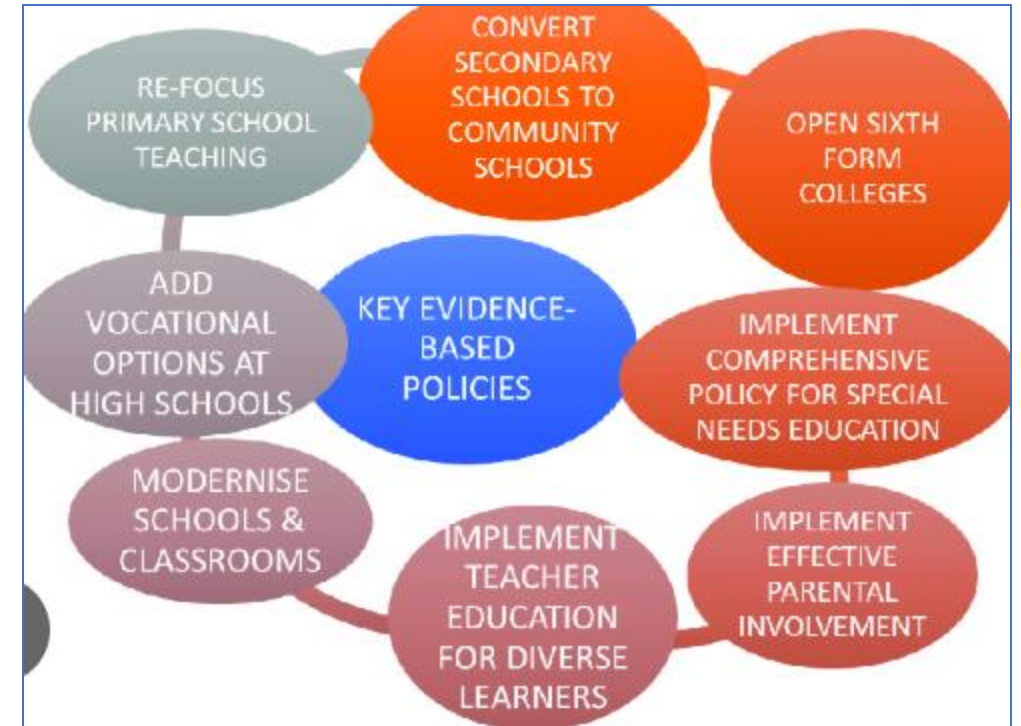 CONVERT
SECONDARY
SCHOOLS TO
COMMUNITY
SCHOOLS
OPEN SIXTH
FORM
COLLEGES
IMPLEMENT
COMPREHENSIVE
POLICY FOR SPECIAL
NEEDS EDUCATION
IMPLEMENT
EFFECTIVE
PARENTAL
INVOLVEMENT
IMPLEMENT
TEACHER
EDUCATION
FOR DIVERSE
LEARNERS
MODERNISE
SCHOOLS &
CLASSROOMS
ADD
VOCATIONAL
OPTIONS AT
HIGH SCHOOLS
RE-FOCUS
PRIMARY SCHOOL
TEACHING
KEY EVIDENCE-
BASED
POLICIES